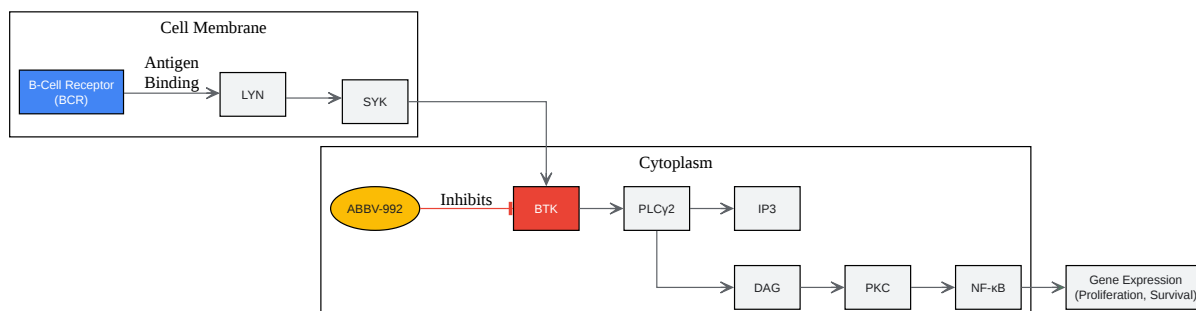 Cell Membrane
B-Cell Receptor
(BCR)
Antigen
Binding
LYN
SYK
Cytoplasm
ABBV-992
Inhibits
BTK
PLCγ2
IP3
DAG
PKC
NF-κB
Gene Expression
(Proliferation, Survival)